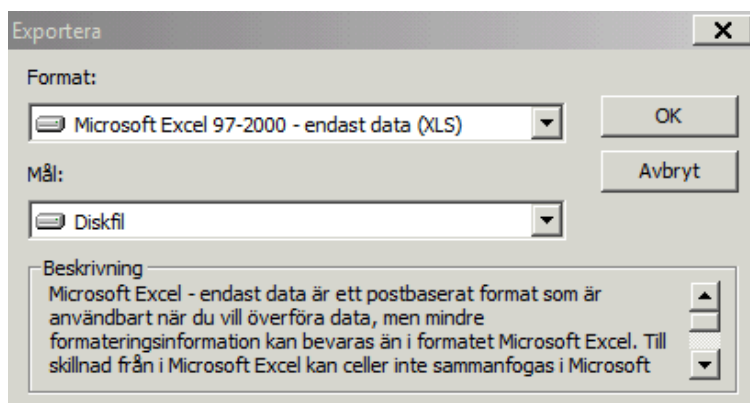 Exportera
Format:
Microsoft Excel 97-2000 - endast data (XLS)
OK
Mål:
Avbryt
Diskfil
Beskrivning
Microsoft Excel - endast data är ett postbaserat format som är
användbart när du vill överföra data, men mindre
formateringsinformation kan bevaras än i formatet Microsoft Excel. Till
skillnad från i Microsoft Excel kan celler inte sammanfogas i Microsoft